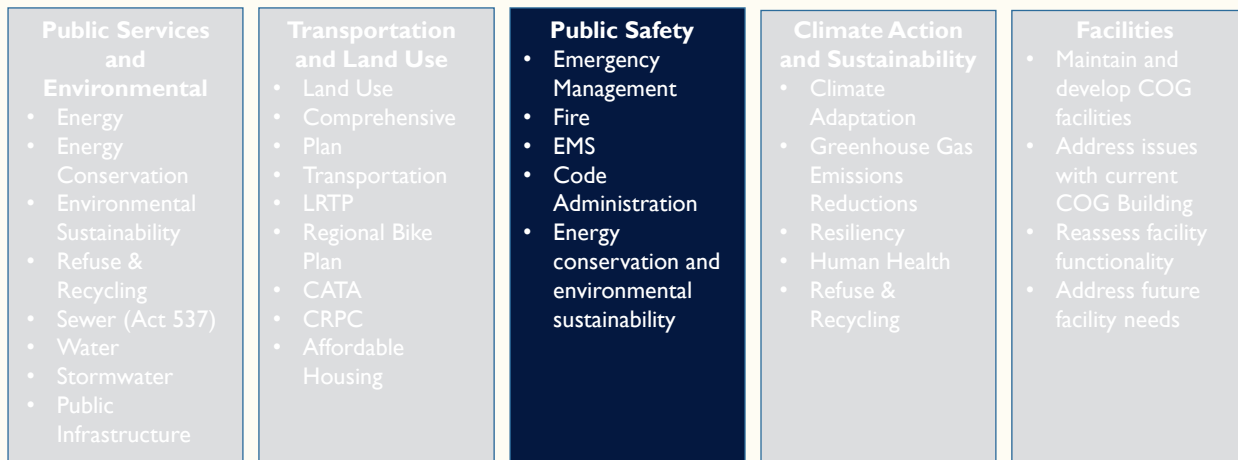 Public Services
and
Environmental
• Energy
• Energy
Conservation
• Environmental
Sustainability
• Refuse &
Recycling
• Sewer (Act 537)
• Water
• Stormwater
• Public
Infrastructure
Transportation
and Land Use
• Land Use
• Comprehensive
• Plan
• Transportation
• LRTP
• Regional Bike
Plan
• CATA
• CRPC
• Affordable
Housing
Public Safety
• Emergency
Management
• Fire
• EMS
• Code
Administration
• Energy
conservation and
environmental
sustainability
Climate Action
and Sustainability
• Climate
Adaptation
• Greenhouse Gas
Emissions
Reductions
• Resiliency
• Human Health
• Refuse &
Recycling
Facilities
• Maintain and
develop COG
facilities
• Address issues
with current
COG Building
• Reassess facility
functionality
• Address future
facility needs